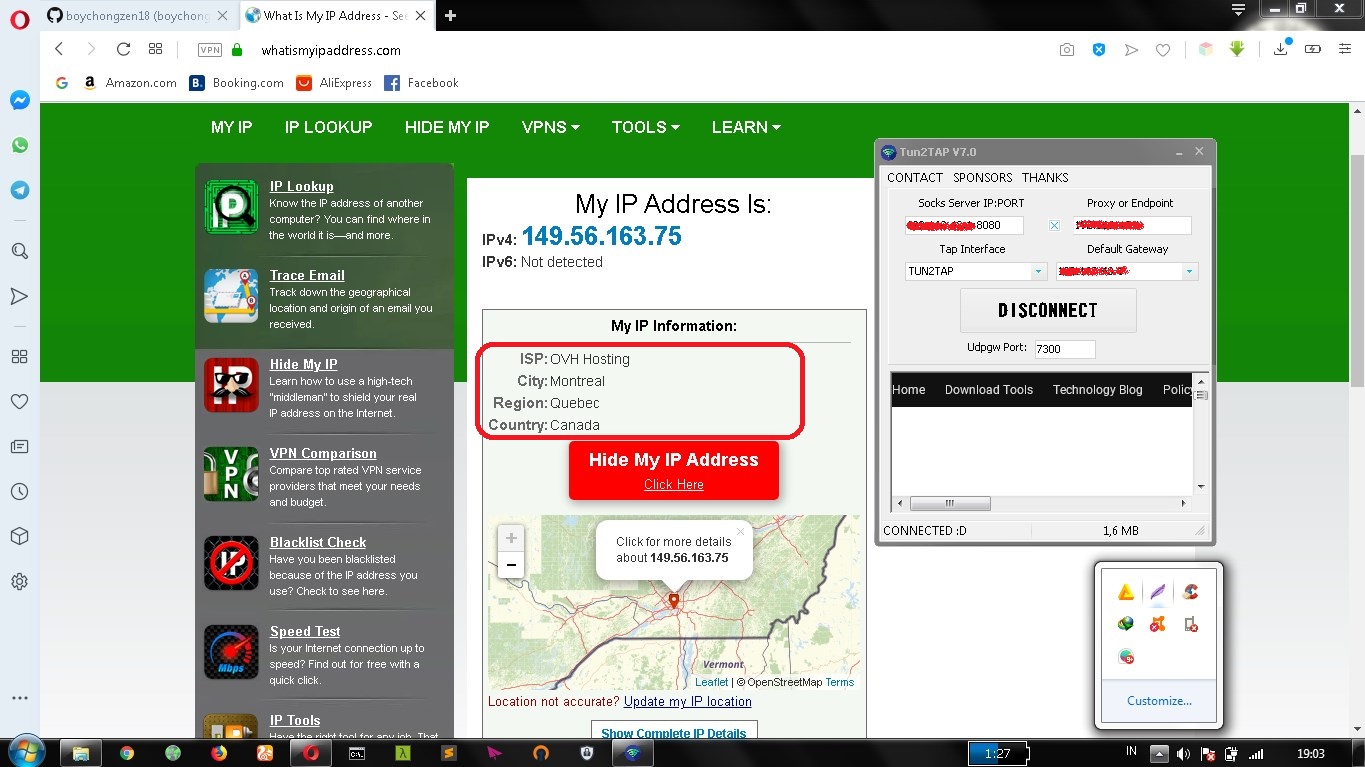 boychongzen18 (boychong
What Is My IP Address - See
VPN
whatismyipaddress.com
Amazon.com
Booking.com
AliExpress
Facebook
MY IP
IP LOOKUP
HIDE MY IP
VPNS
TOOLS
LEARN
IP Lookup
Know the IP address of another
computer? You can find where in
the world it is—and more.
Trace Email
Track down the geographical
location and origin of an email you
received.
Hide My IP
Learn how to use a high-tech
"middleman" to shield your real
IP address on the Internet.
VPN Comparison
Compare top rated VPN service
providers that meet your needs
and budget.
Blacklist Check
Have you been blacklisted
because of the IP address you
use? Check to see here.
Speed Test
Is your Internet connection up to
speed? Find out for free with a
quick click.
IP Tools
Have the right tool for any job. That
My IP Address Is:
IPv4: 149.56.163.75
IPv6: Not detected
My IP Information:
ISP: OVH Hosting
City: Montreal
Region: Quebec
Country: Canada
Hide My IP Address
Click Here
+
−
Click for more details
about 149.56.163.75
Vermont
Leaflet | © OpenStreetMap Terms
Location not accurate? Update my IP location
Show Complete IP Details
Tun2TAP V7.0
CONTACT SPONSORS THANKS
Socks Server IP:PORT
Proxy or Endpoint
8080
Tap Interface
Default Gateway
TUN2TAP
DISCONNECT
Udpgw Port: 7300
Home
Download Tools
Technology Blog
Policy
CONNECTED :D
1,6 MB
Customize...
1:27
IN
19:03